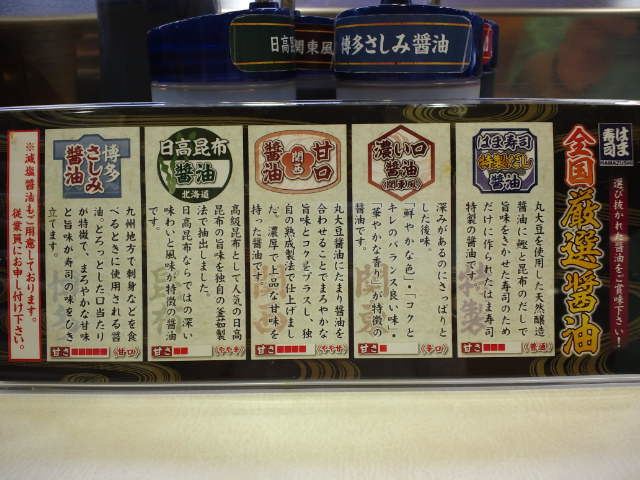 日高昆
関東風
博多さしみ醤油
はま寿司
HAMAZUSHI
選び抜かれた醤油をご賞味下さい!
全国厳選醤油
はま寿司
特製だし
醤油
丸大豆を使用した天然醸造
醤油に鰹と昆布のだしで
旨味をきかせた寿司のため
だけに作られたはま寿司
特製の醤油です。
甘さ
(普通)
濃い口
醤油
(関東風)
深みがあるのにさっぱりと
した後味。
「鮮やかな色」・「コクと
キレのバランス良い味」・
「華やかな香り」が特徴の
醤油です。
甘さ
(辛口)
関西
甘口
醤油
丸大豆醤油にたまり醤油を
合わせることでまろやかな
旨味とコクをプラスし、独
自の熟成製法で仕上げまし
た。濃厚で上品な甘味を
持った醤油です。
甘さ
日高昆布
醤油
北海道
高級昆布として人気の日高
昆布の旨味を独自の釜如製
法で抽出しました。
日高昆布ならではの深い
味わいと風味が特徴の醤油
です。
甘さ
博多
さしみ
醤油
九州地方で刺身などを食
べるときに使用される醤
油。とろっとした口当たり
が特徴で、まろやかな甘味
と旨味が寿司の味をひき
立てます。
甘さ
(甘口)
※減塩醤油もご用意しております。
従業員にお申し付け下さい。